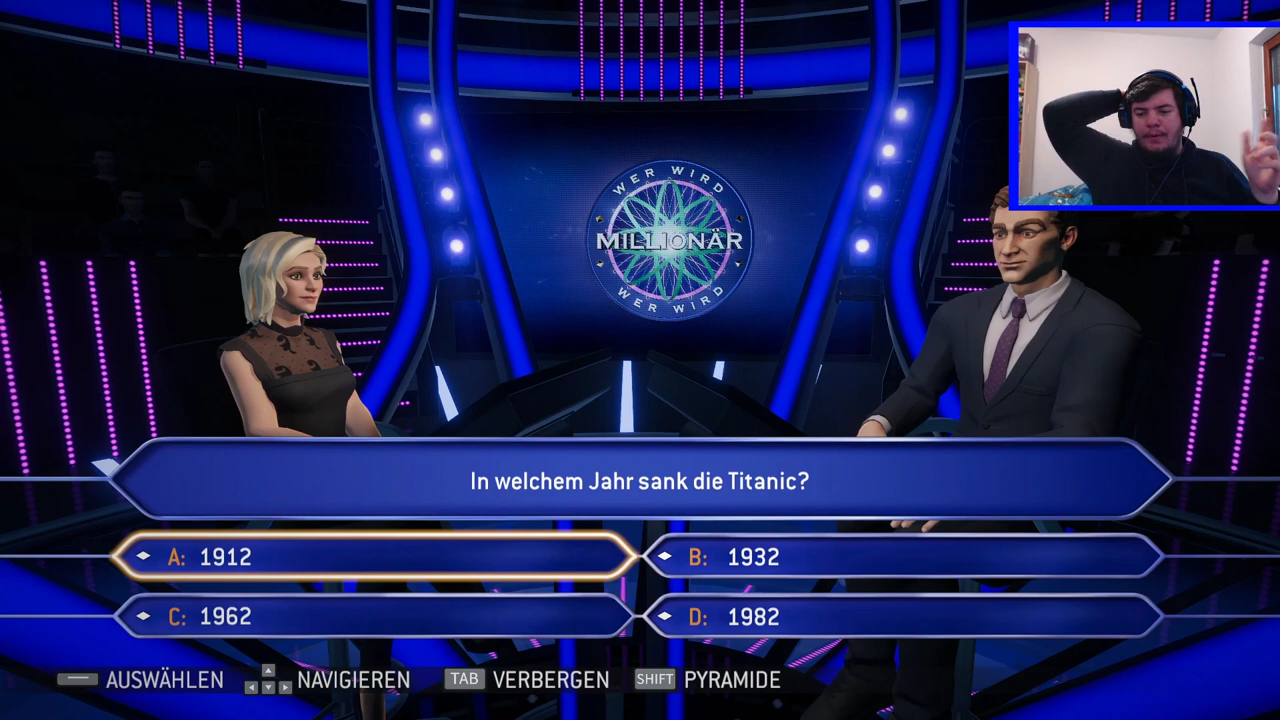 WER WIRD
MILLIONÄR
WER WIRD
In welchem Jahr sank die Titanic?
A: 1912
B: 1932
C: 1962
D: 1982
AUSWÄHLEN NAVIGIEREN TAB VERBERGEN SHIFT PYRAMIDE